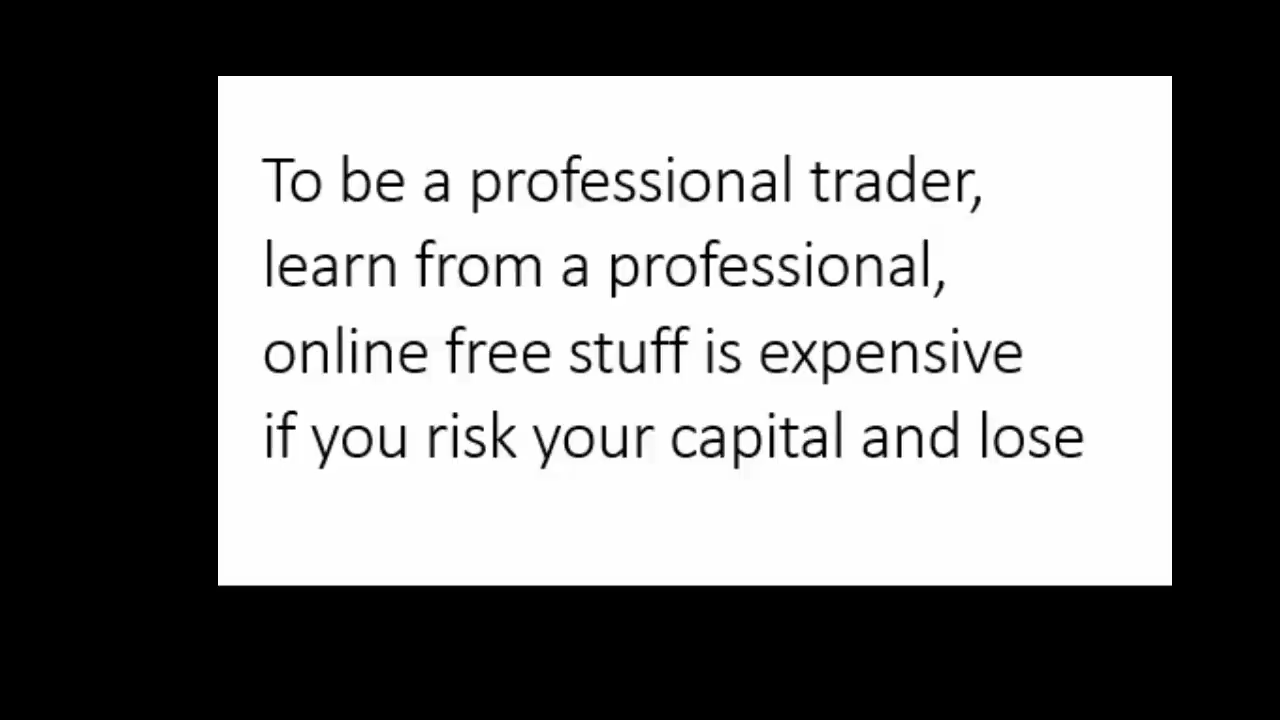 To be a professional trader,
learn from a professional,
online free stuff is expensive
if you risk your capital and lose